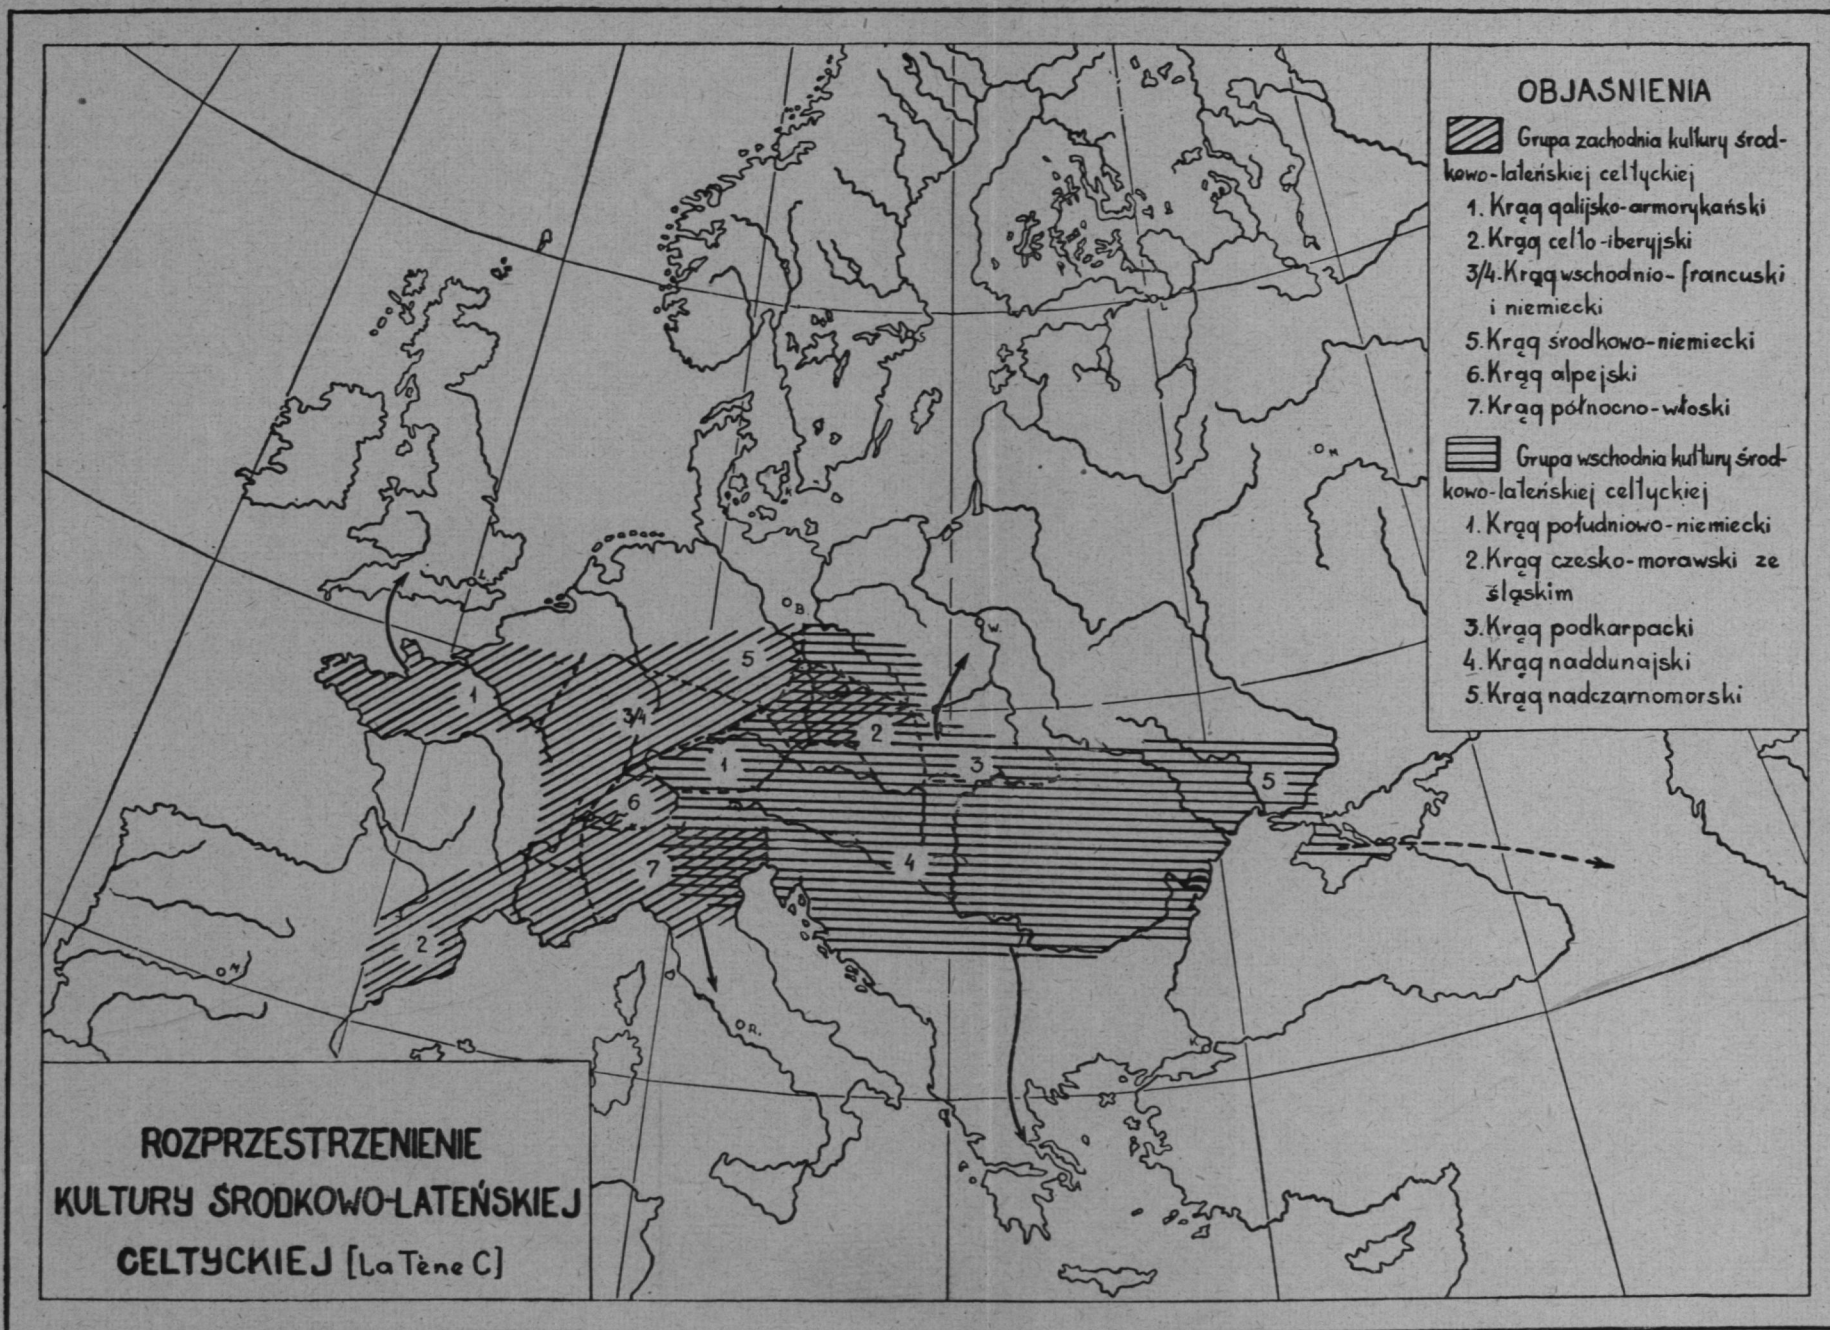 OBJAŚNIENIA
Grupa zachodnia kultury środ-
kowo-lateńskiej celtyckiej
1. Krąg galijsko-armorykański
2. Krąg celto-iberyjski
3/4. Krąg wschodnio-francuski
i niemiecki
5. Krąg środkowo-niemiecki
6. Krąg alpejski
7. Krąg północno-włoski
Grupa wschodnia kultury środ-
kowo-lateńskiej celtyckiej
1. Krąg południowo-niemiecki
2. Krąg czesko-morawski ze
śląskim
3. Krąg podkarpacki
4. Krąg naddunajski
5. Krąg nadczarnomorski
M
K
L
B.
W.
5
1
3/4
2
1
3
5
6
4
7
2
M
R.
K
A
ROZPRZESTRZENIENIE
KULTURY ŚRODKOWO-LATEŃSKIEJ
CELTYCKIEJ [La Tène C]